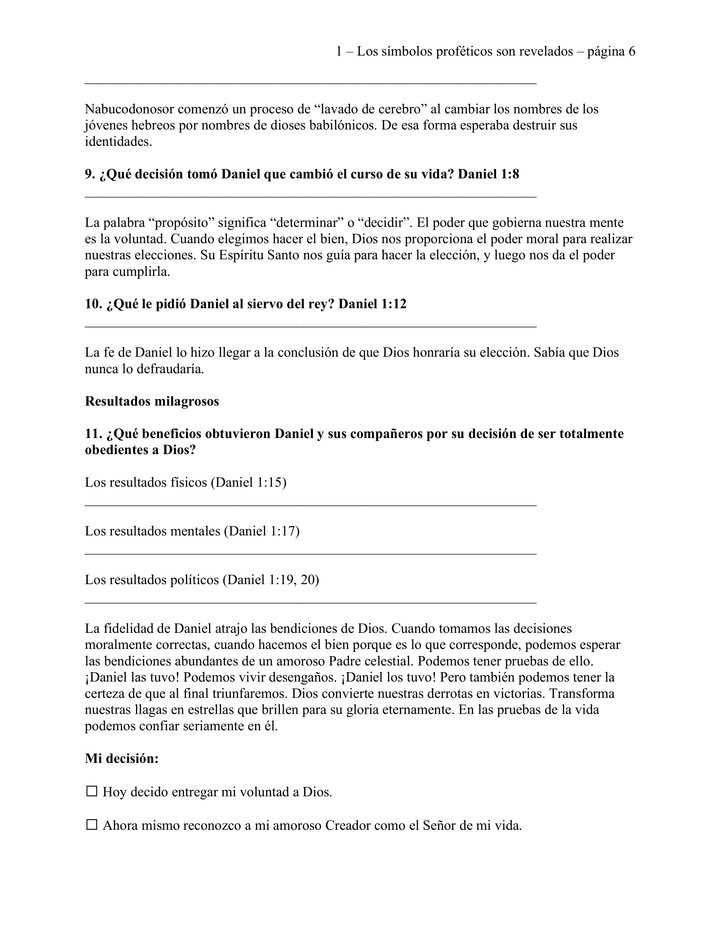 1 – Los símbolos proféticos son revelados – página 6
Nabucodonosor comenzó un proceso de “lavado de cerebro” al cambiar los nombres de los
jóvenes hebreos por nombres de dioses babilónicos. De esa forma esperaba destruir sus
identidades.
9. ¿Qué decisión tomó Daniel que cambió el curso de su vida? Daniel 1:8
La palabra “propósito” significa “determinar” o “decidir”. El poder que gobierna nuestra mente
es la voluntad. Cuando elegimos hacer el bien, Dios nos proporciona el poder moral para realizar
nuestras elecciones. Su Espíritu Santo nos guía para hacer la elección, y luego nos da el poder
para cumplirla.
10. ¿Qué le pidió Daniel al siervo del rey? Daniel 1:12
La fe de Daniel lo hizo llegar a la conclusión de que Dios honraría su elección. Sabía que Dios
nunca lo defraudaría.
Resultados milagrosos
11. ¿Qué beneficios obtuvieron Daniel y sus compañeros por su decisión de ser totalmente
obedientes a Dios?
Los resultados físicos (Daniel 1:15)
Los resultados mentales (Daniel 1:17)
Los resultados políticos (Daniel 1:19, 20)
La fidelidad de Daniel atrajo las bendiciones de Dios. Cuando tomamos las decisiones
moralmente correctas, cuando hacemos el bien porque es lo que corresponde, podemos esperar
las bendiciones abundantes de un amoroso Padre celestial. Podemos tener pruebas de ello.
¡Daniel las tuvo! Podemos vivir desengaños. ¡Daniel los tuvo! Pero también podemos tener la
certeza de que al final triunfaremos. Dios convierte nuestras derrotas en victorias. Transforma
nuestras llagas en estrellas que brillen para su gloria eternamente. En las pruebas de la vida
podemos confiar seriamente en él.
Mi decisión:
☐ Hoy decido entregar mi voluntad a Dios.
☐ Ahora mismo reconozco a mi amoroso Creador como el Señor de mi vida.